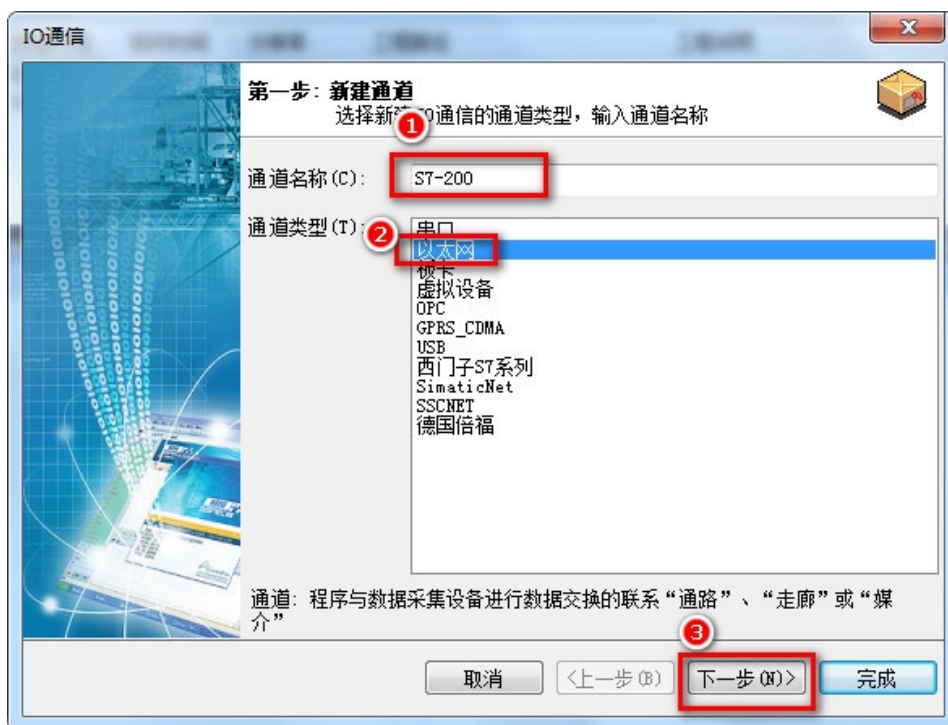 IO通信
第一步：新建通道
选择新建IO通信的通道类型，输入通道名称
1
通道名称(C)：
S7-200
通道类型(T)：
2
串口
以太网
板卡
虚拟设备
OPC
GPRS_CDMA
USB
西门子S7系列
SimaticNet
SSCNET
德国倍福
通道：程序与数据采集设备进行数据交换的联系“通路”、“走廊”或“媒
介”
3
取消
<上一步(B)
下一步(N)>
完成